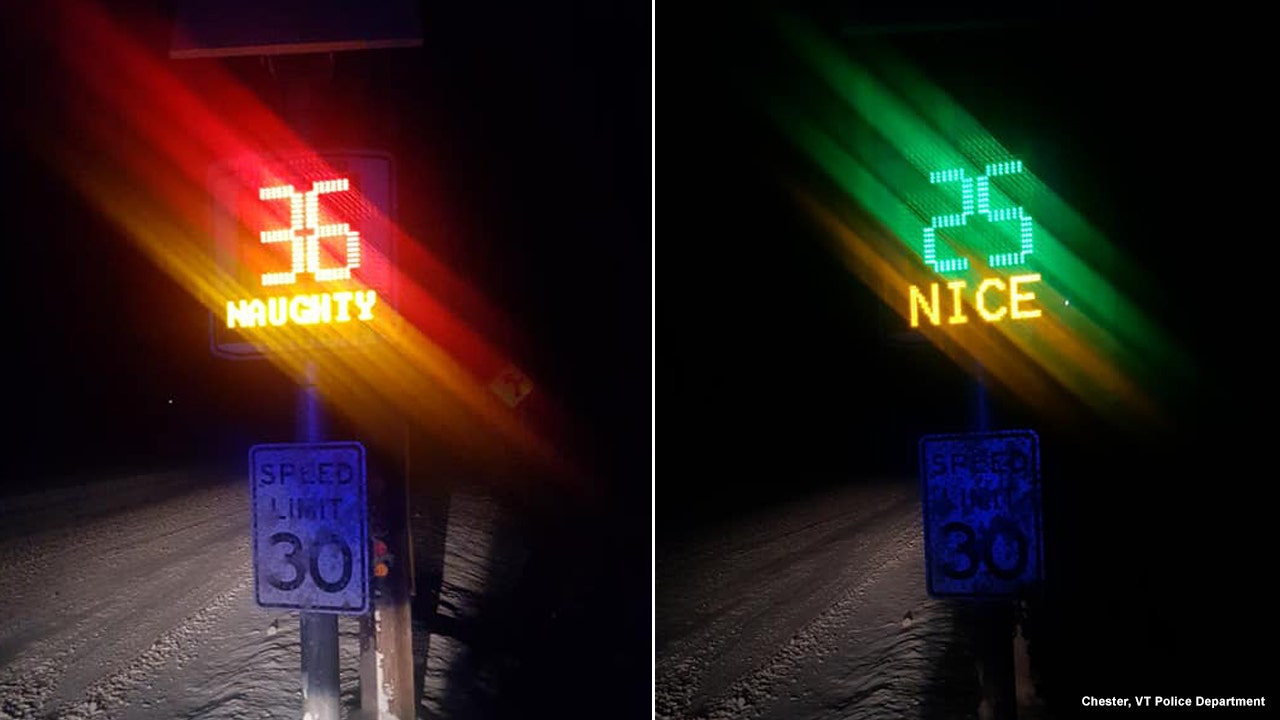 36
NAUGHTY
SPEED
LIMIT
30
25
NICE
SPEED
LIMIT
30
Chester, VT Police Department